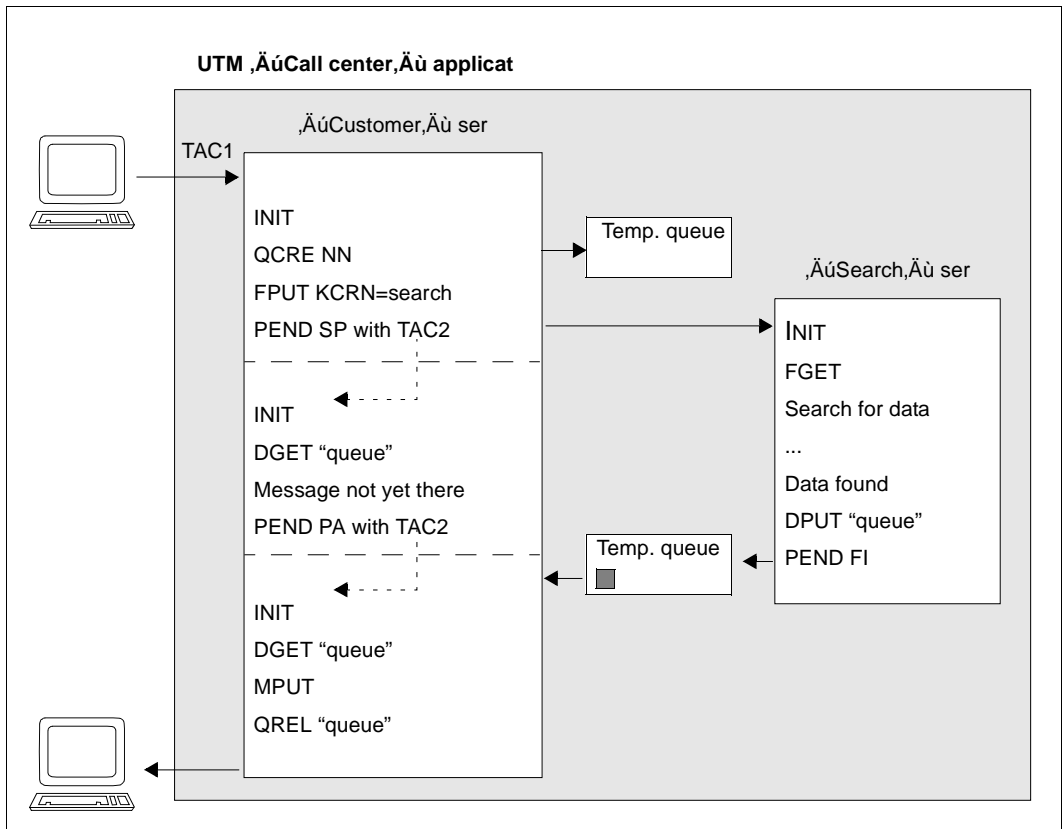 UTM ‚ÄúCall center‚Äù applicat
‚ÄúCustomer‚Äù ser
TAC1
INIT
QCRE NN
FPUT KCRN=search
PEND SP with TAC2
Temp. queue
‚ÄúSearch‚Äù ser
INIT
FGET
Search for data
...
Data found
DPUT “queue”
PEND FI
INIT
DGET “queue”
Message not yet there
PEND PA with TAC2
Temp. queue
INIT
DGET “queue”
MPUT
QREL “queue”